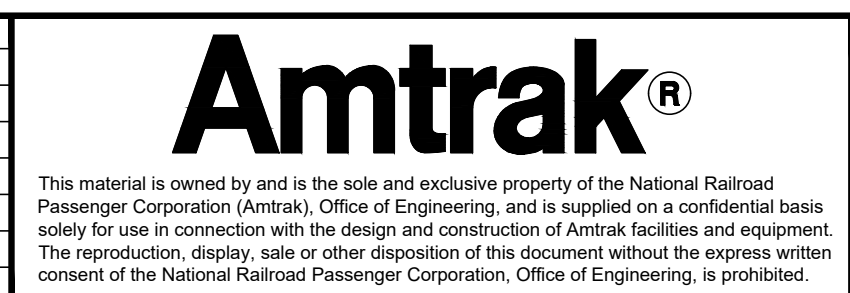 Amtrak®
This material is owned by and is the sole and exclusive property of the National Railroad
Passenger Corporation (Amtrak), Office of Engineering, and is supplied on a confidential basis
solely for use in connection with the design and construction of Amtrak facilities and equipment.
The reproduction, display, sale or other disposition of this document without the express written
consent of the National Railroad Passenger Corporation, Office of Engineering, is prohibited.